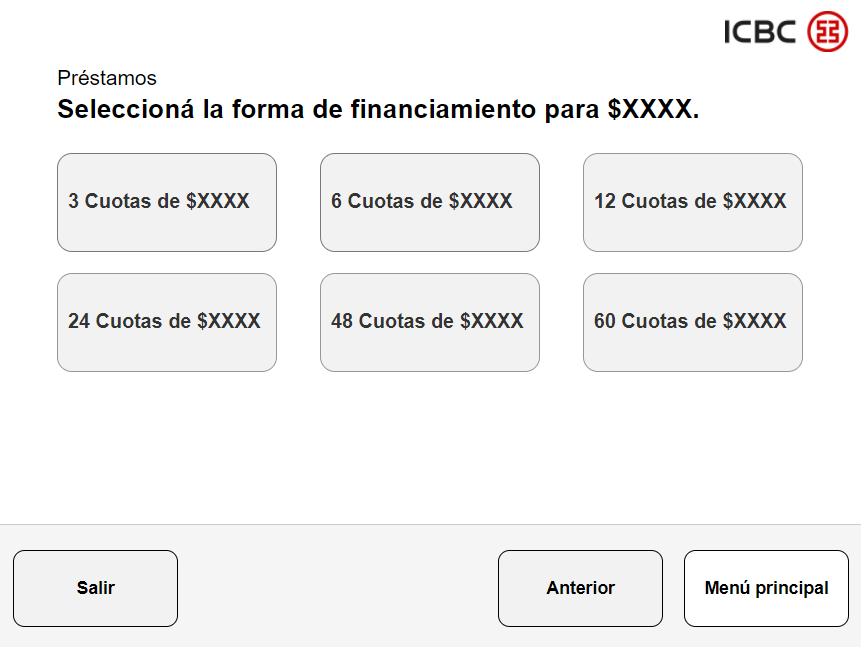 ICBC
Préstamos
Seleccioná la forma de financiamiento para $XXXX.
3 Cuotas de $XXXX
6 Cuotas de $XXXX
12 Cuotas de $XXXX
24 Cuotas de $XXXX
48 Cuotas de $XXXX
60 Cuotas de $XXXX
Salir
Anterior
Menú principal